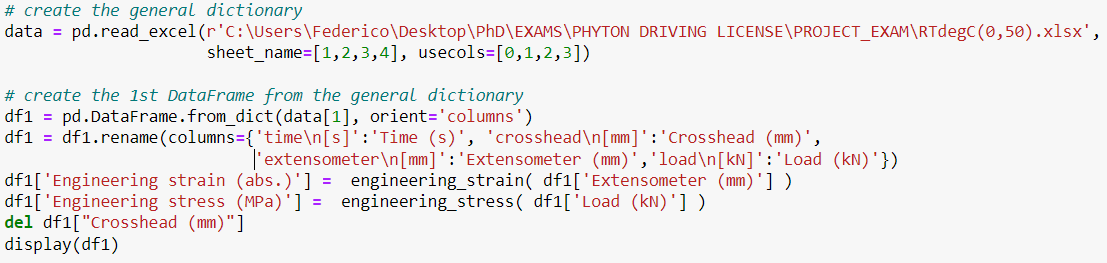 # create the general dictionary
data = pd.read_excel(r'C:\Users\Federico\Desktop\PhD\EXAMS\PHYTON DRIVING LICENSE\PROJECT_EXAM\RTdegC(0,50).xlsx',
                     sheet_name=[1,2,3,4], usecols=[0,1,2,3])

# create the 1st DataFrame from the general dictionary
df1 = pd.DataFrame.from_dict(data[1], orient='columns')
df1 = df1.rename(columns={'time\n[s]':'Time (s)', 'crosshead\n[mm]':'Crosshead (mm)',
                          'extensometer\n[mm]':'Extensometer (mm)','load\n[kN]':'Load (kN)'})
df1['Engineering strain (abs.)'] =  engineering_strain( df1['Extensometer (mm)'] )
df1['Engineering stress (MPa)'] =  engineering_stress( df1['Load (kN)'] )
del df1["Crosshead (mm)"]
display(df1)